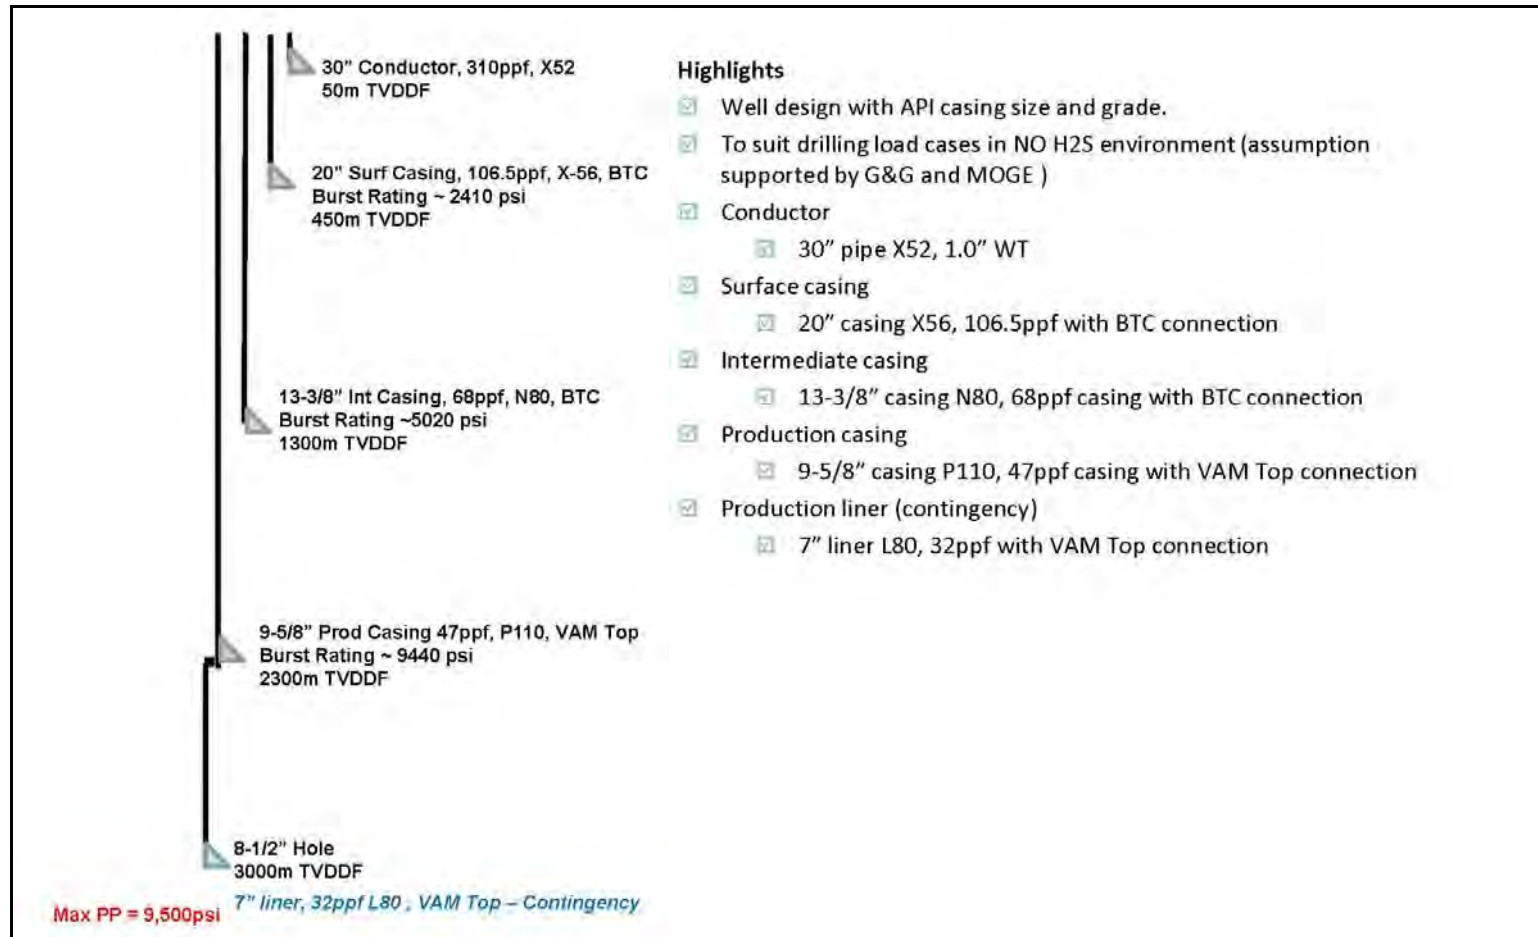 30" Conductor, 310ppf, X52
50m TVDDF
20" Surf Casing, 106.5ppf, X-56, BTC
Burst Rating ~ 2410 psi
450m TVDDF
13-3/8" Int Casing, 68ppf, N80, BTC
Burst Rating ~5020 psi
1300m TVDDF
9-5/8" Prod Casing 47ppf, P110, VAM Top
Burst Rating ~ 9440 psi
2300m TVDDF
8-1/2" Hole
3000m TVDDF
7" liner, 32ppf L80 , VAM Top – Contingency
Max PP = 9,500psi
Highlights
Well design with API casing size and grade.
To suit drilling load cases in NO H2S environment (assumption
supported by G&G and MOGE )
Conductor
30" pipe X52, 1.0" WT
Surface casing
20" casing X56, 106.5ppf with BTC connection
Intermediate casing
13-3/8" casing N80, 68ppf casing with BTC connection
Production casing
9-5/8" casing P110, 47ppf casing with VAM Top connection
Production liner (contingency)
7" liner L80, 32ppf with VAM Top connection